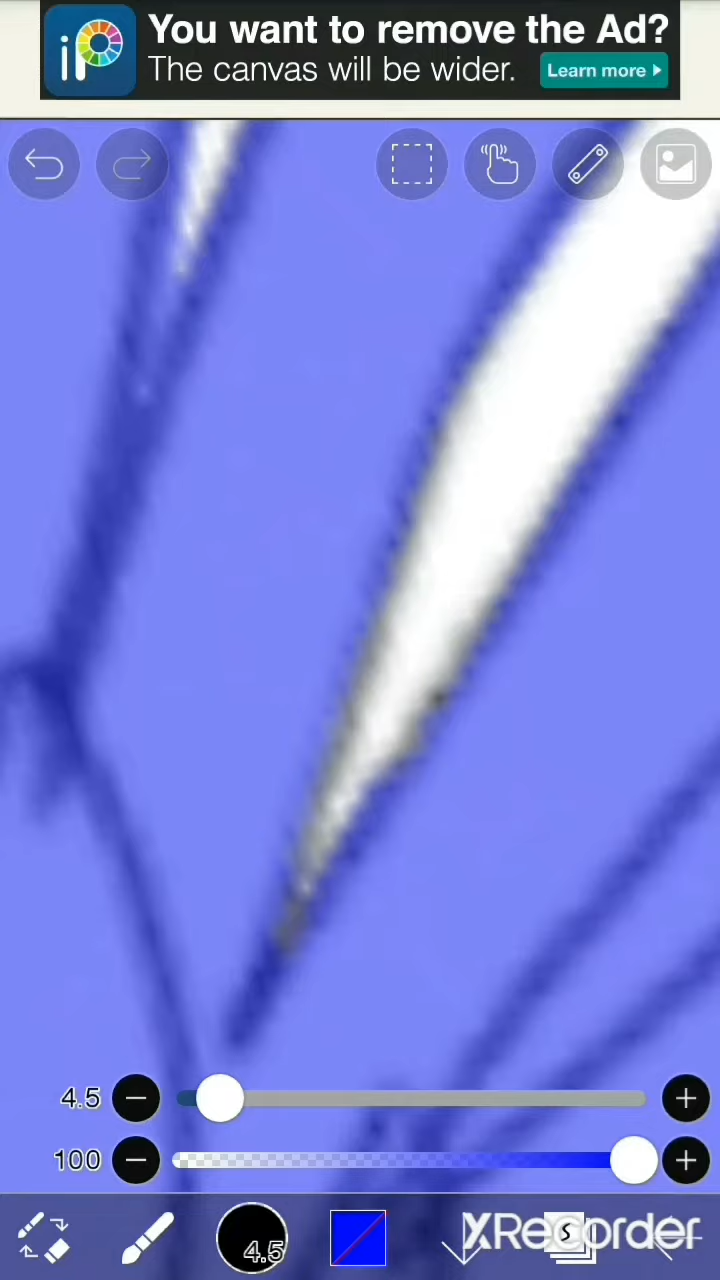 iP
You want to remove the Ad?
The canvas will be wider.
Learn more
4.5
100
4.5
S
XRecorder